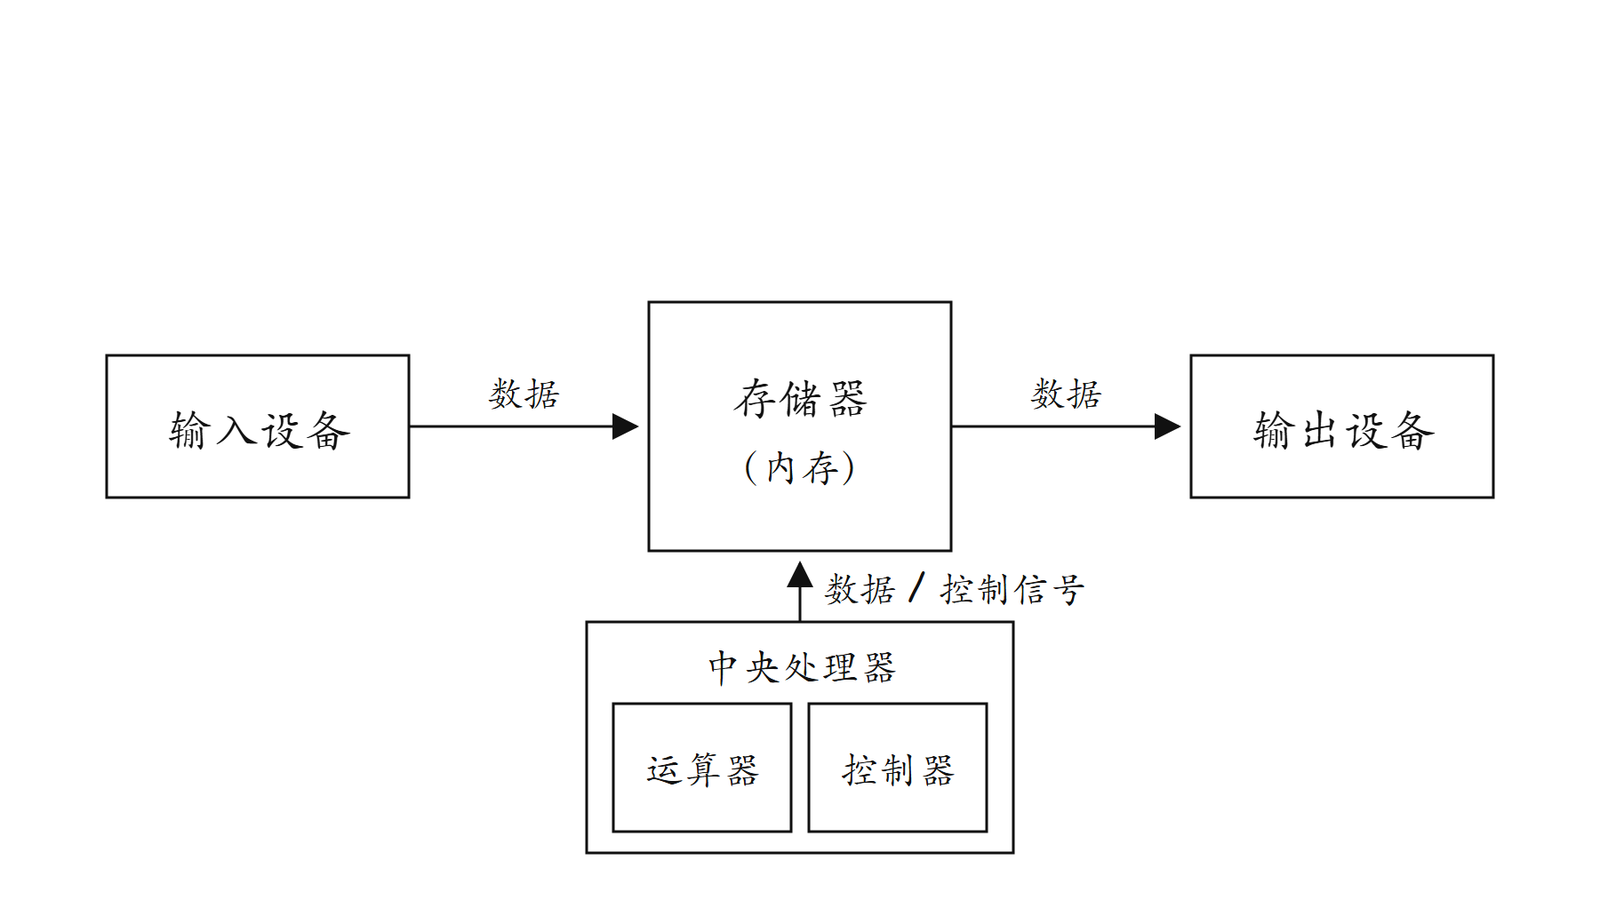 数据
数据
存储器
输入设备
输出设备
(内存)
数据 / 控制信号
中央处理器
运算器
控制器